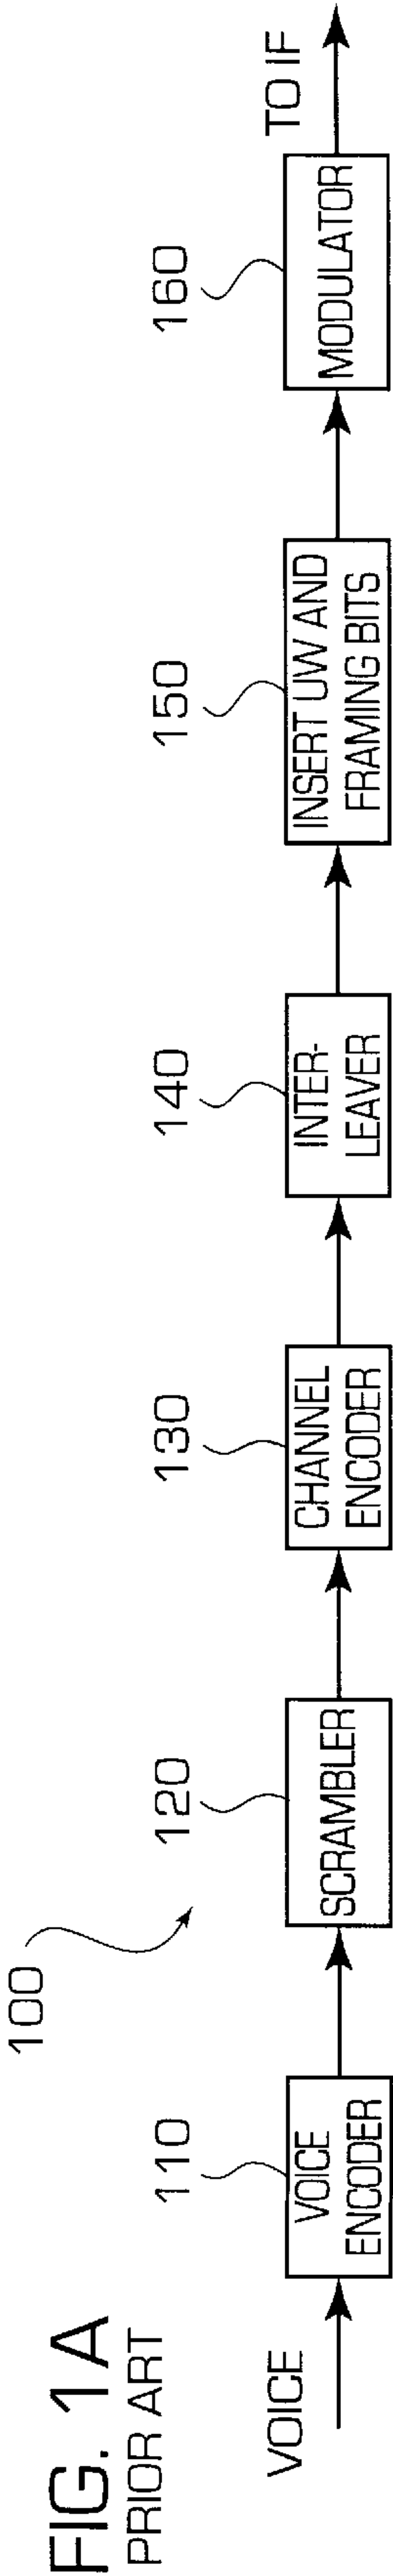 FIG. 1A
PRIOR ART
100
VOICE
110
VOICE
ENCODER
120
SCRAMBLER
130
CHANNEL
ENCODER
140
INTER-
LEAVER
150
INSERT UW AND
FRAMING BITS
160
MODULATOR
TO IF